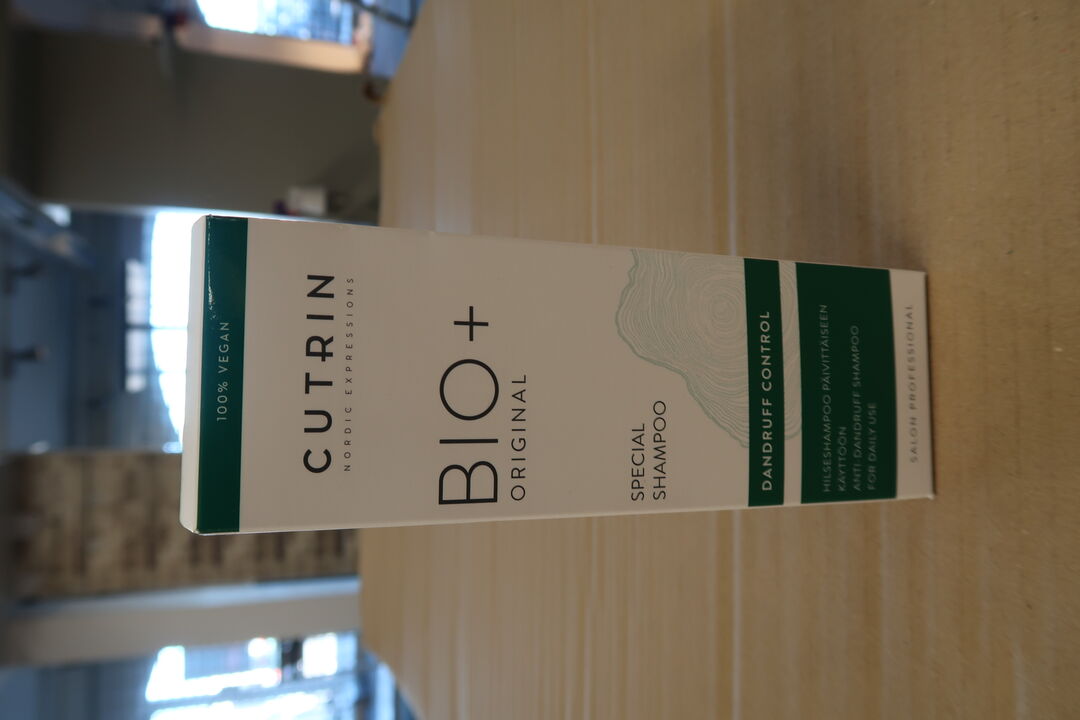 100% VEGAN
CUTRIN
NORDIC EXPRESSIONS
BIO+
ORIGINAL
SPECIAL
SHAMPOO
DANDRUFF CONTROL
HILSESHAMPOO PÄIVITTÄISEEN
KÄYTTÖÖN
ANTI-DANDRUFF SHAMPOO
FOR DAILY USE
SALON PROFESSIONAL